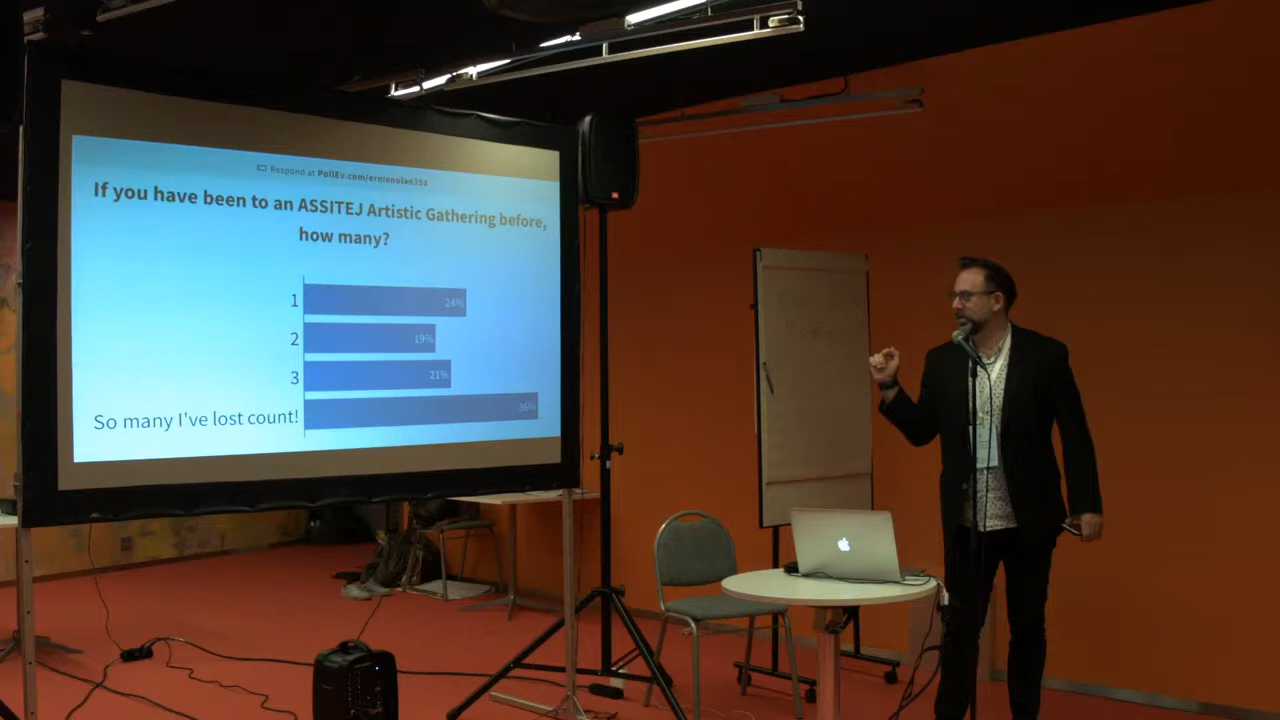 Respond at PollEv.com/ernienolan353
If you have been to an ASSITEJ Artistic Gathering before,
how many?
1 24%
2 19%
3 21%
So many I've lost count! 36%